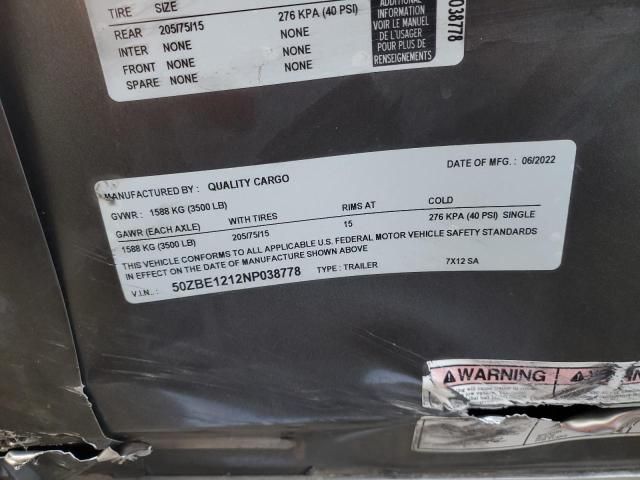 TIRE SIZE
REAR 205/75/15 276 KPA (40 PSI)
INTER NONE NONE
FRONT NONE NONE
SPARE NONE NONE
ADDITIONAL
INFORMATION
VOIR LE MANUEL
DE L'USAGER
POUR PLUS DE
RENSEIGNEMENTS
038778
MANUFACTURED BY: QUALITY CARGO DATE OF MFG.: 06/2022
GVWR: 1588 KG (3500 LB)
GAWR (EACH AXLE) WITH TIRES RIMS AT COLD
1588 KG (3500 LB) 205/75/15 15 276 KPA (40 PSI) SINGLE
THIS VEHICLE CONFORMS TO ALL APPLICABLE U.S. FEDERAL MOTOR VEHICLE SAFETY STANDARDS
IN EFFECT ON THE DATE OF MANUFACTURE SHOWN ABOVE
V.I.N.: 50ZBE1212NP038778 TYPE: TRAILER 7X12 SA
WARNING